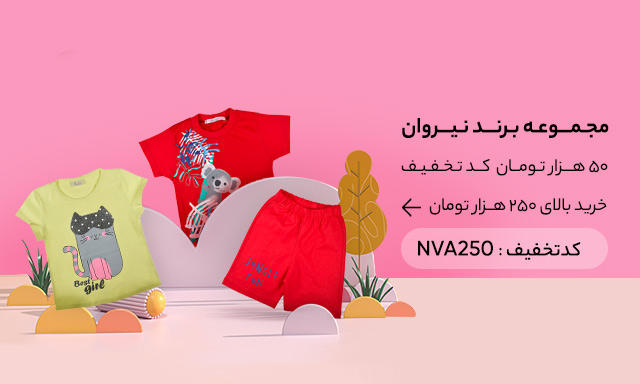 مجموعه برند نیروان
۵۰ هزار تومان کد تخفیف
خرید بالای ۲۵۰ هزار تومان
کدتخفیف : NVA250
Best
girl